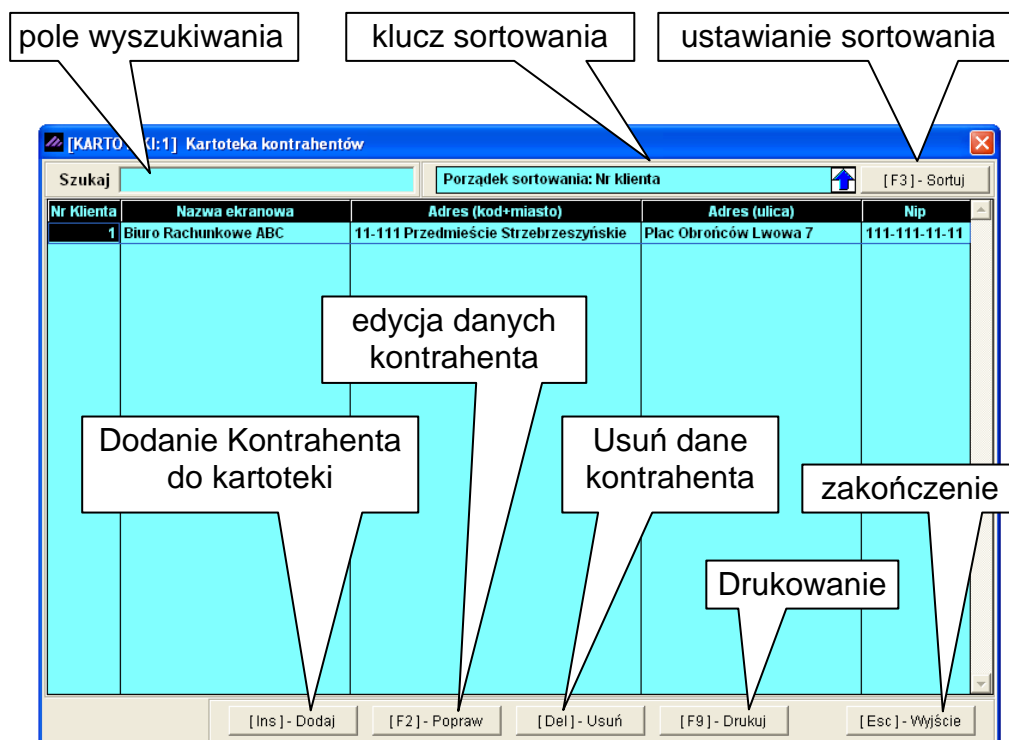 pole wyszukiwania
klucz sortowania
ustawianie sortowania
[KARTO KI:1] Kartoteka kontrahentów
Szukaj
Porządek sortowania: Nr klienta
[F3] - Sortuj
Nr Klienta Nazwa ekranowa Adres (kod+miasto) Adres (ulica) Nip
1 Biuro Rachunkowe ABC 11-111 Przedmieście Strzebrzeszyńskie Plac Obrońców Lwowa 7 111-111-11-11
edycja danych
kontrahenta
Dodanie Kontrahenta
do kartoteki
Usuń dane
kontrahenta
zakończenie
Drukowanie
[Ins] - Dodaj
[F2] - Popraw
[Del] - Usuń
[F9] - Drukuj
[Esc] - Wyjście